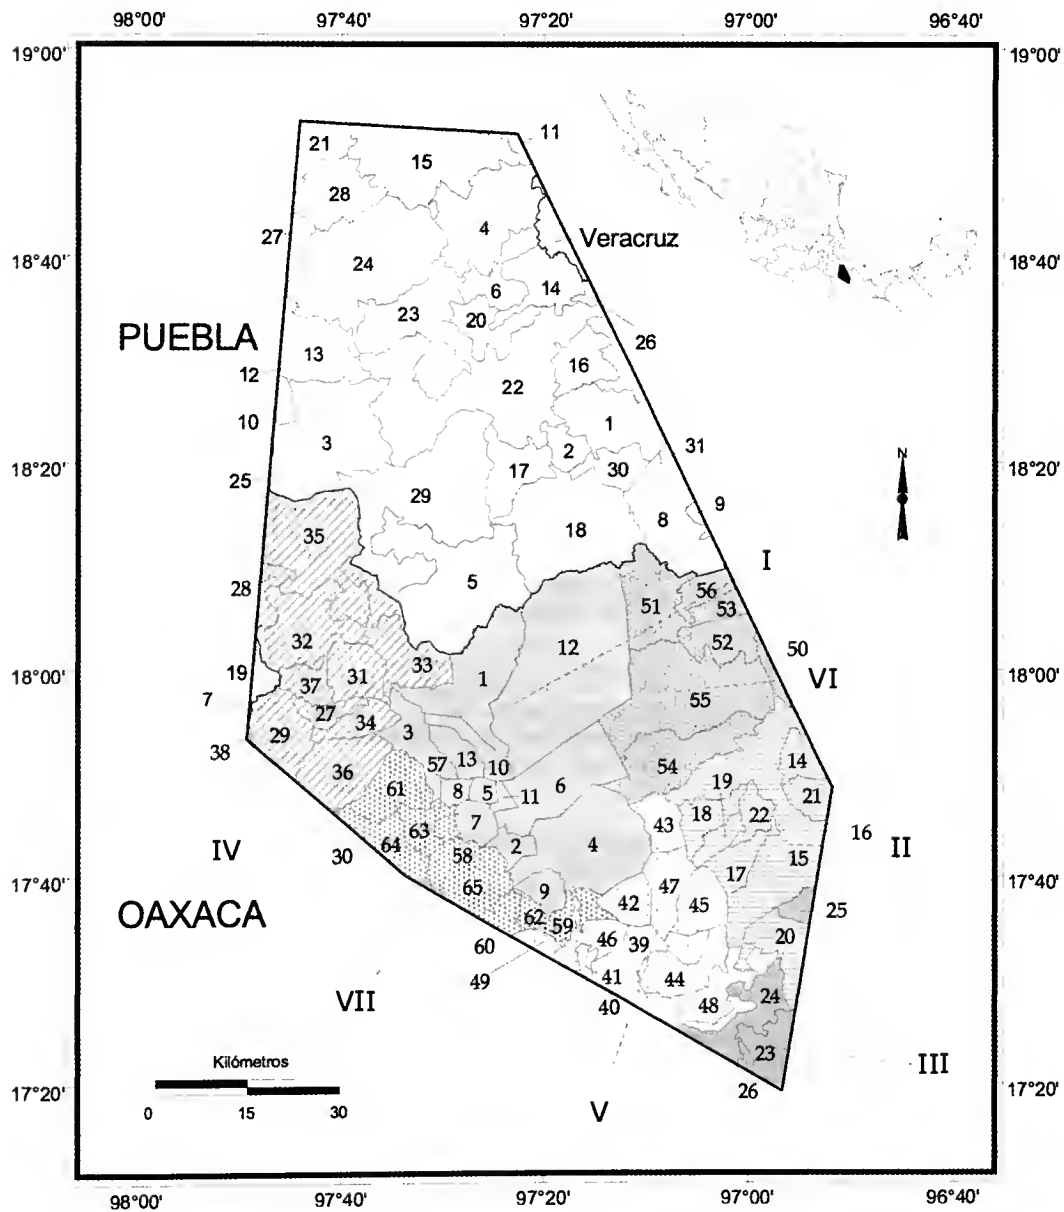 98°00' 97°40' 97°20' 97°00' 96°40'
19°00' 19°00'
11
21
15
28
4
27
Veracruz
18°40' 24 18°40'
6 14
23 20
PUEBLA 26
13
12 16
22
10
3 1
2 31
18°20' 17 30 N 18°20'
25
29 9
18 8
35
I
28 5 56
51 53
32 12 52 50
18°00' 19 33 VI 18°00'
37 31 1
7 55
27 34
29 3
38 13 54 14
36 57 10 19
61 8 5 11 6 21
18 22
7 43 16
63 II
IV 64 58 2 4 15
30 17
17°40' 65 9 47 17°40'
42 45 25
OAXACA 62 59
60 46 39 20
49 41 44
VII 40 48 24
Kilómetros 23 III
17°20' 26 17°20'
0 15 30
V
98°00' 97°40' 97°20' 97°00' 96°40'